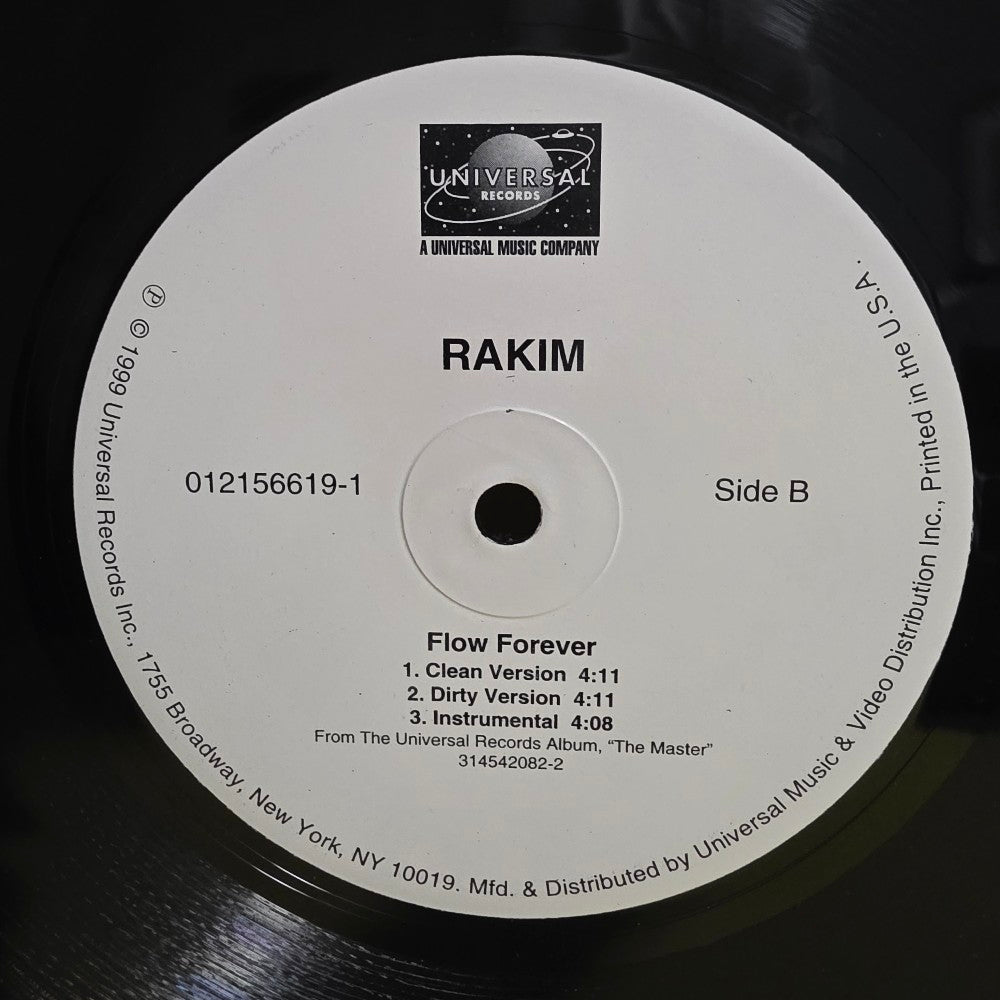 UNIVERSAL
RECORDS
A UNIVERSAL MUSIC COMPANY
RAKIM
012156619-1
Side B
Flow Forever
1. Clean Version 4:11
2. Dirty Version 4:11
3. Instrumental 4:08
From The Universal Records Album, “The Master”
314542082-2
℗ © 1999 Universal Records Inc., 1755 Broadway, New York, NY 10019. Mfd. & Distributed by Universal Music & Video Distribution Inc., Printed in the U.S.A.